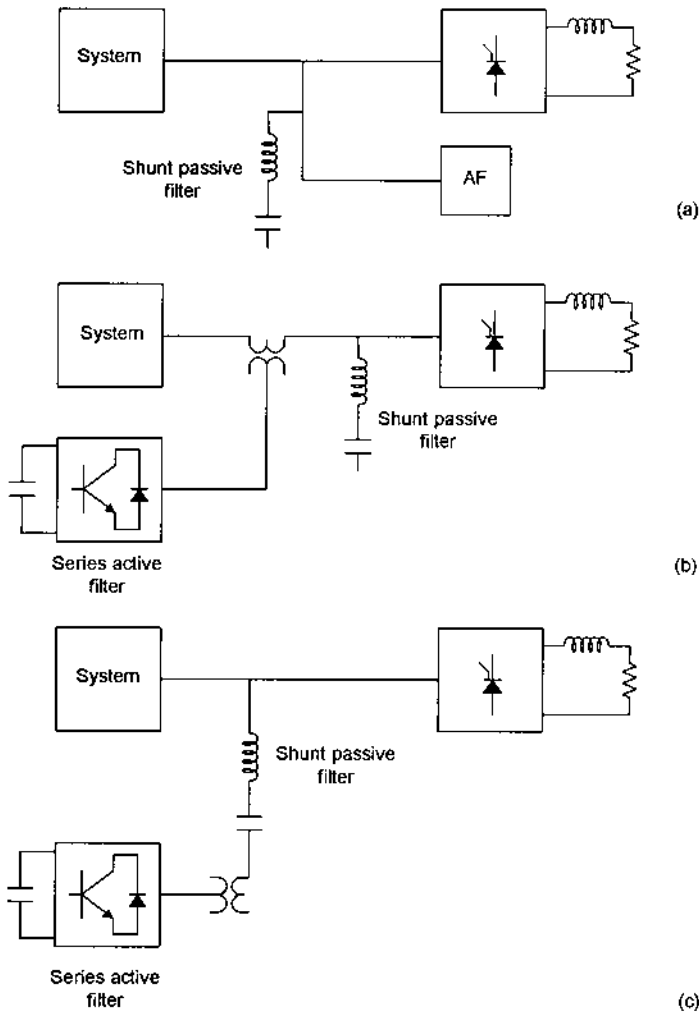 System
Shunt passive
filter
AF
(a)
System
Shunt passive
filter
Series active
filter
(b)
System
Shunt passive
filter
Series active
filter
(c)